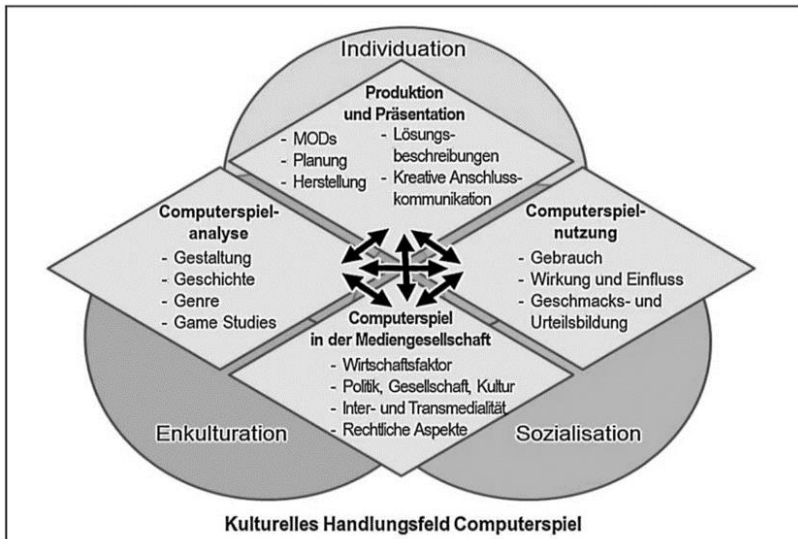 Individuation
Produktion
und Präsentation
- MODs
- Planung
- Herstellung
- Lösungs-
beschreibungen
- Kreative Anschluss-
kommunikation
Computerspiel-
analyse
- Gestaltung
- Geschichte
- Genre
- Game Studies
Computerspiel-
nutzung
- Gebrauch
- Wirkung und Einfluss
- Geschmacks- und
Urteilsbildung
Computerspiel
in der Mediengesellschaft
- Wirtschaftsfaktor
- Politik, Gesellschaft, Kultur
- Inter- und Transmedialität
- Rechtliche Aspekte
Enkulturation
Sozialisation
Kulturelles Handlungsfeld Computerspiel